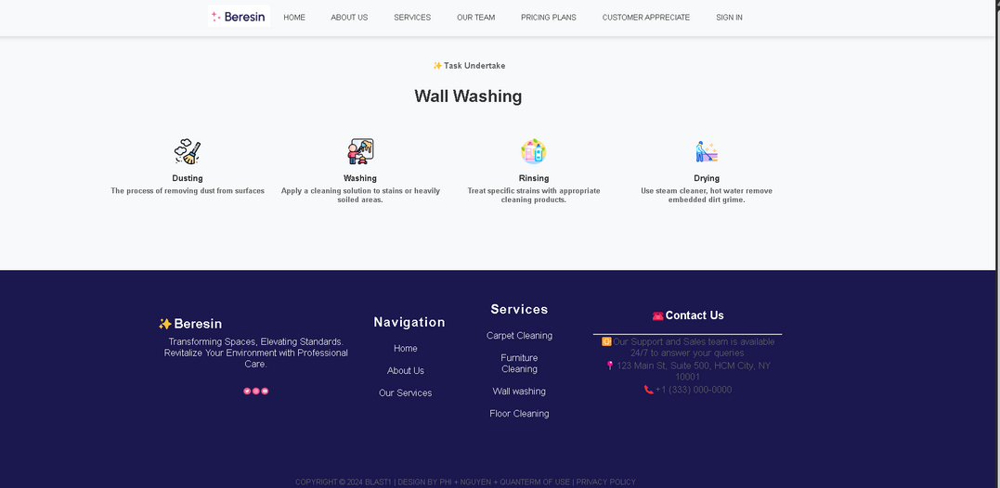 Beresin
HOME
ABOUT US
SERVICES
OUR TEAM
PRICING PLANS
CUSTOMER APPRECIATE
SIGN IN
Task Undertake
Wall Washing
Dusting
The process of removing dust from surfaces
Washing
Apply a cleaning solution to stains or heavily
soiled areas.
Rinsing
Treat specific strains with appropriate
cleaning products.
Drying
Use steam cleaner, hot water remove
embedded dirt grime.
Beresin
Transforming Spaces, Elevating Standards.
Revitalize Your Environment with Professional
Care.
Navigation
Home
About Us
Our Services
Services
Carpet Cleaning
Furniture
Cleaning
Wall washing
Floor Cleaning
Contact Us
Our Support and Sales team is available
24/7 to answer your queries
123 Main St, Suite 500, HCM City, NY
10001
+1 (333) 000-0000
COPYRIGHT © 2024 BLAST1 | DESIGN BY PHI + NGUYEN + QUANTERM OF USE | PRIVACY POLICY